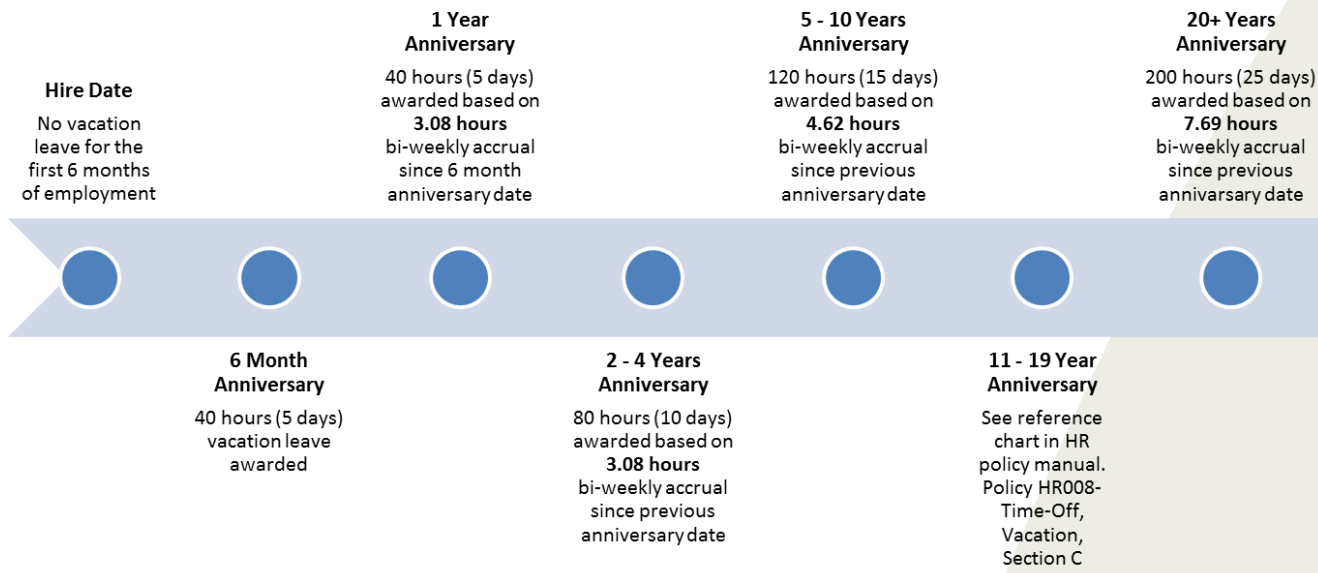 Hire Date
No vacation
leave for the
first 6 months
of employment
6 Month
Anniversary
40 hours (5 days)
vacation leave
awarded
1 Year
Anniversary
40 hours (5 days)
awarded based on
3.08 hours
bi-weekly accrual
since 6 month
anniversary date
2 - 4 Years
Anniversary
80 hours (10 days)
awarded based on
3.08 hours
bi-weekly accrual
since previous
anniversary date
5 - 10 Years
Anniversary
120 hours (15 days)
awarded based on
4.62 hours
bi-weekly accrual
since previous
anniversary date
11 - 19 Year
Anniversary
See reference
chart in HR
policy manual.
Policy HR008-
Time-Off,
Vacation,
Section C
20+ Years
Anniversary
200 hours (25 days)
awarded based on
7.69 hours
bi-weekly accrual
since previous
annivarsary date